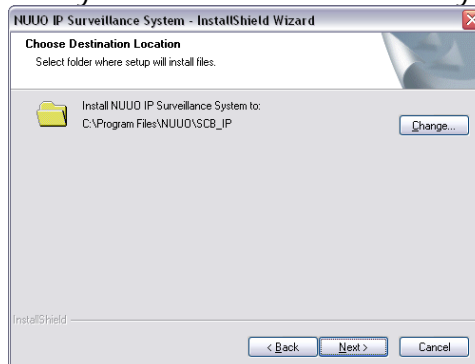 NUUO IP Surveillance System - InstallShield Wizard
Choose Destination Location
Select folder where setup will install files.
Install NUUO IP Surveillance System to:
C:\Program Files\NUUO\SCB_IP
Change...
InstallShield
< Back
Next >
Cancel